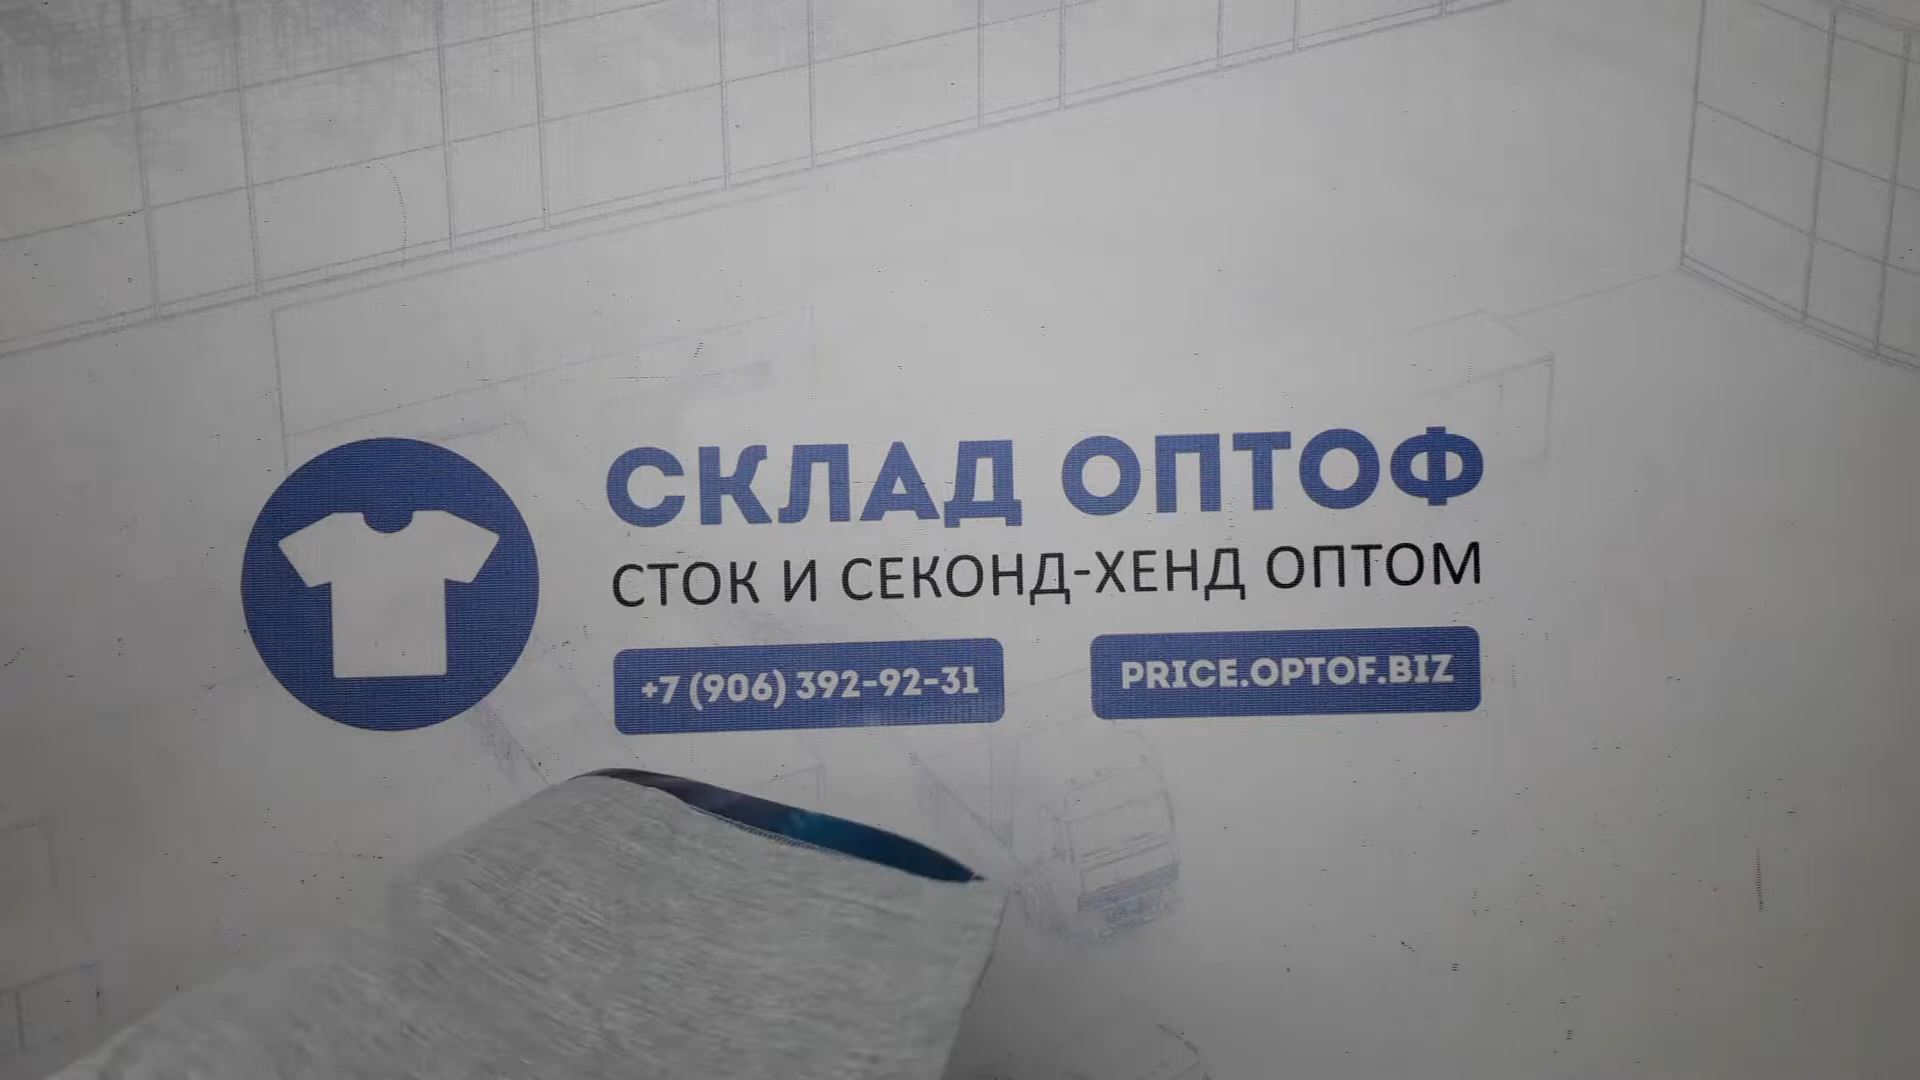 СКЛАД ОПТОФ
СТОК И СЕКОНД-ХЕНД ОПТОМ
+7 (906) 392-92-31
PRICE.OPTOF.BIZ